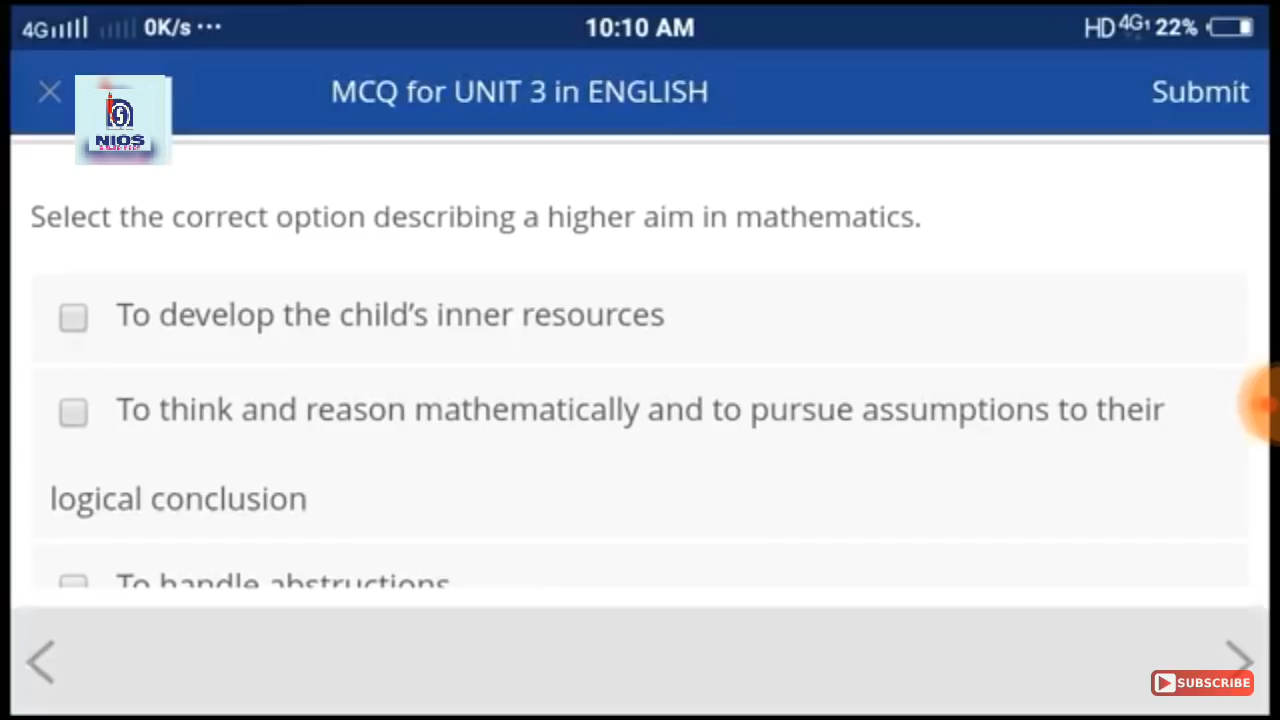 4G 0K/s ... 10:10 AM HD 4G1 22%
MCQ for UNIT 3 in ENGLISH Submit
NIOS
Select the correct option describing a higher aim in mathematics.
To develop the child's inner resources
To think and reason mathematically and to pursue assumptions to their
logical conclusion
To handle abstructions
SUBSCRIBE